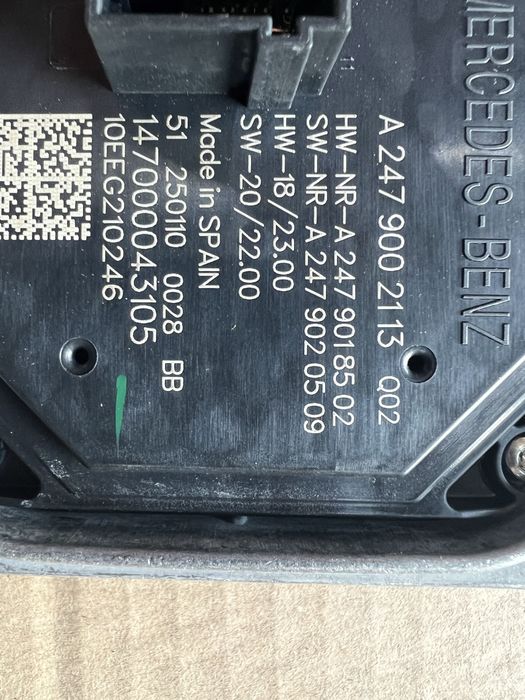 MERCEDES-BENZ
A 247 900 2113 Q02
HW-NR-A 247 901 85 02
SW-NR-A 247 902 05 09
HW-18/23.00
SW-20/22.00
Made in SPAIN
51 250110 0028 BB
14700004 3105
10EEG210246